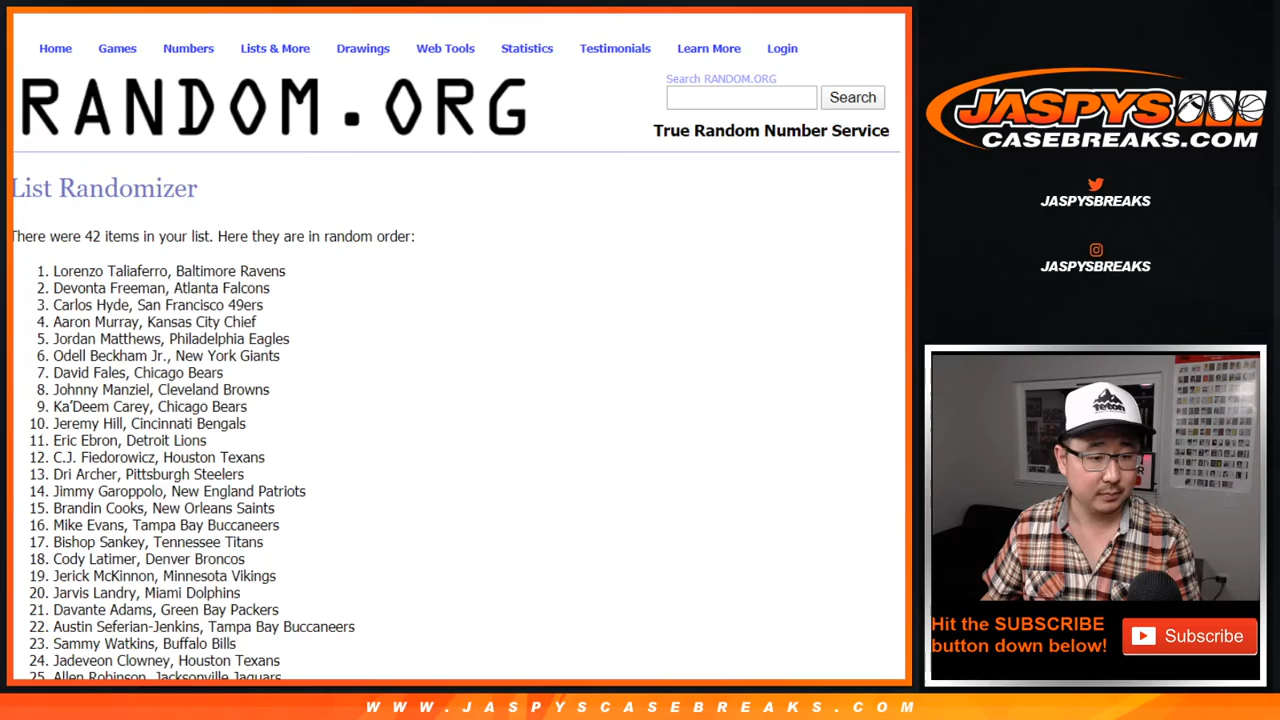 Home Games Numbers Lists & More Drawings Web Tools Statistics Testimonials Learn More Login
RANDOM.ORG
Search RANDOM.ORG
Search
True Random Number Service
List Randomizer
There were 42 items in your list. Here they are in random order:
1. Lorenzo Taliaferro, Baltimore Ravens
2. Devonta Freeman, Atlanta Falcons
3. Carlos Hyde, San Francisco 49ers
4. Aaron Murray, Kansas City Chief
5. Jordan Matthews, Philadelphia Eagles
6. Odell Beckham Jr., New York Giants
7. David Fales, Chicago Bears
8. Johnny Manziel, Cleveland Browns
9. Ka'Deem Carey, Chicago Bears
10. Jeremy Hill, Cincinnati Bengals
11. Eric Ebron, Detroit Lions
12. C.J. Fiedorowicz, Houston Texans
13. Dri Archer, Pittsburgh Steelers
14. Jimmy Garoppolo, New England Patriots
15. Brandin Cooks, New Orleans Saints
16. Mike Evans, Tampa Bay Buccaneers
17. Bishop Sankey, Tennessee Titans
18. Cody Latimer, Denver Broncos
19. Jerick McKinnon, Minnesota Vikings
20. Jarvis Landry, Miami Dolphins
21. Davante Adams, Green Bay Packers
22. Austin Seferian-Jenkins, Tampa Bay Buccaneers
23. Sammy Watkins, Buffalo Bills
24. Jadeveon Clowney, Houston Texans
25. Allen Robinson, Jacksonville Jaguars
JASPYS
CASEBREAKS.COM
JASPYSBREAKS
JASPYSBREAKS
teton
Hit the SUBSCRIBE
button down below!
Subscribe
WWW.JASPYSCASEBREAKS.COM